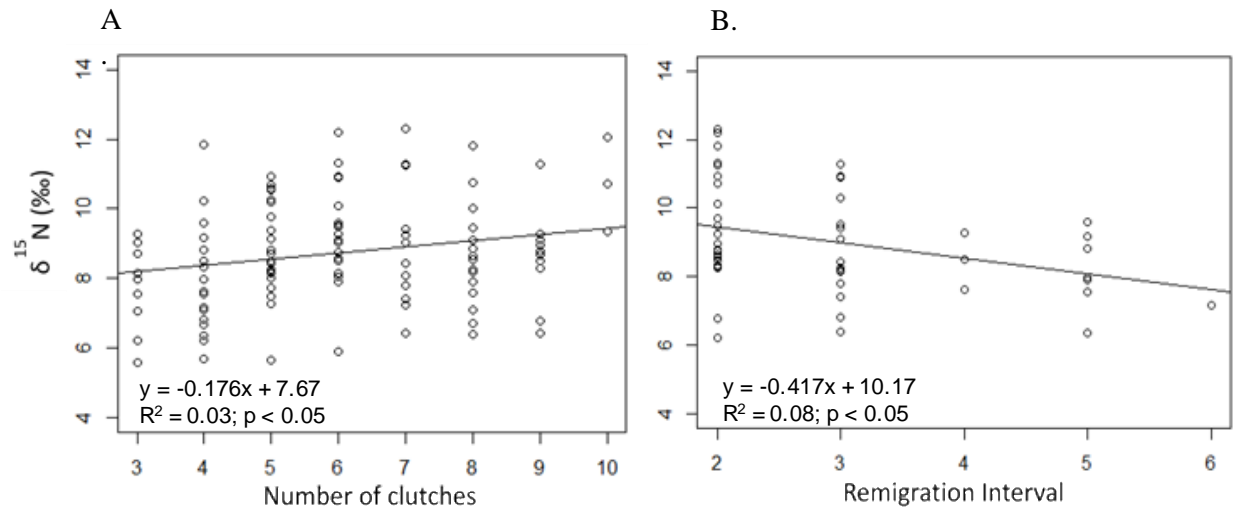 A
B.
.
14
12
10
8
6
4
δ ¹⁵ N (‰)
y = -0.176x + 7.67
R² = 0.03; p < 0.05
3 4 5 6 7 8 9 10
Number of clutches
14
12
10
8
6
4
y = -0.417x + 10.17
R² = 0.08; p < 0.05
2 3 4 5 6
Remigration Interval